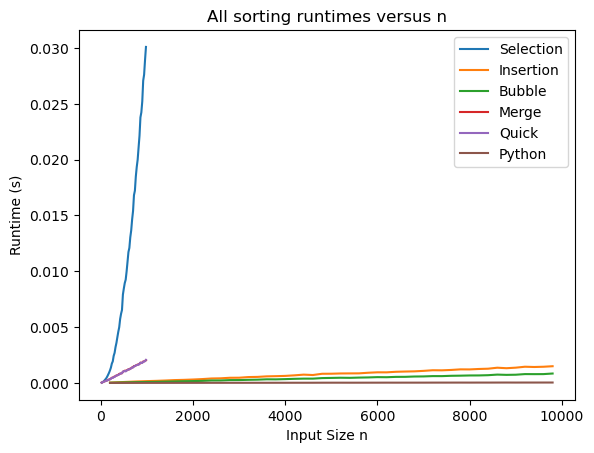 All sorting runtimes versus n
Runtime (s)
0.030
0.025
0.020
0.015
0.010
0.005
0.000
Selection
Insertion
Bubble
Merge
Quick
Python
0
2000
4000
6000
8000
10000
Input Size n